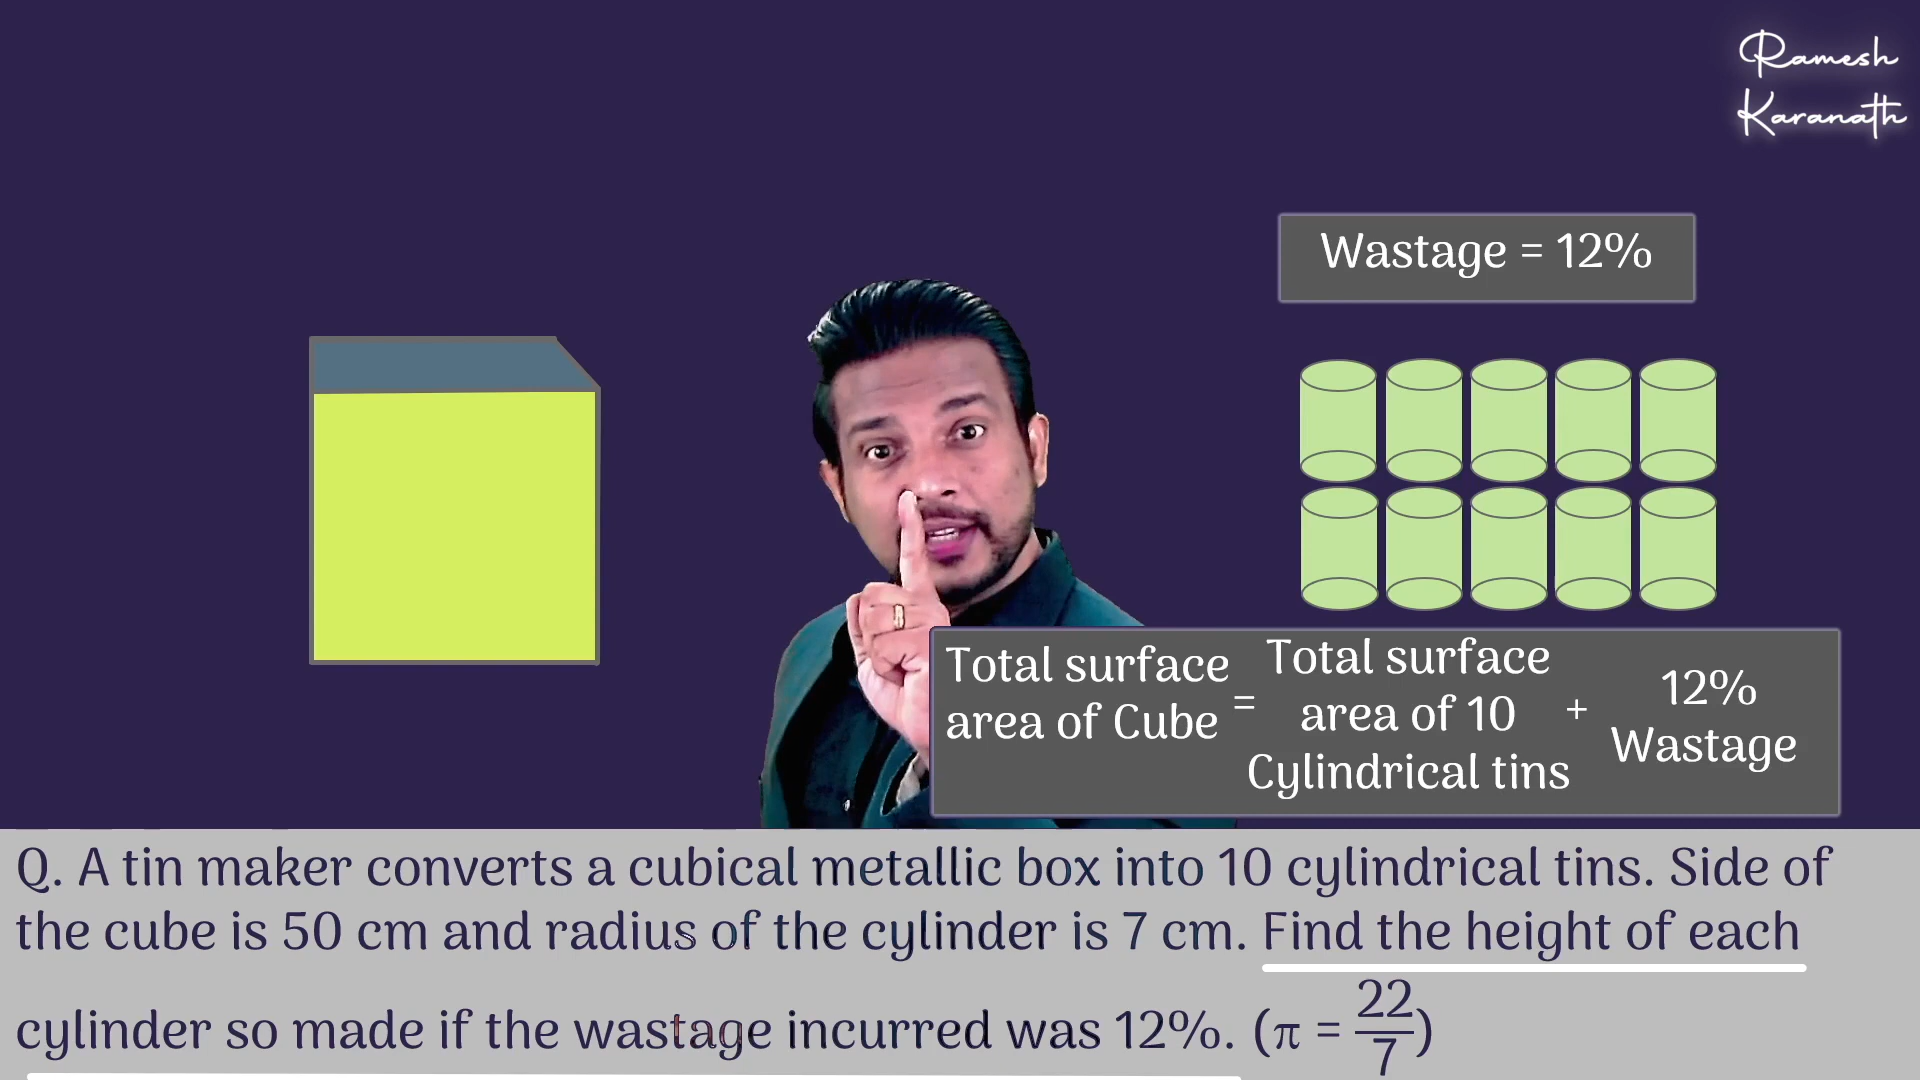 Ramesh
Karanath
Wastage = 12%
Total surface area of Cube = Total surface area of 10 Cylindrical tins + 12% Wastage
Q. A tin maker converts a cubical metallic box into 10 cylindrical tins. Side of
the cube is 50 cm and radius of the cylinder is 7 cm. Find the height of each
cylinder so made if the wastage incurred was 12%. (π = 22/7)